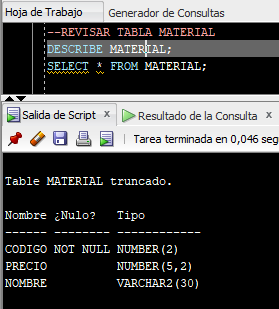 Hoja de Trabajo Generador de Consultas
--REVISAR TABLA MATERIAL
DESCRIBE MATERIAL;
SELECT * FROM MATERIAL;
Salida de Script × Resultado de la Consulta
Tarea terminada en 0,046 seg
Table MATERIAL truncado.
Nombre ¿Nulo? Tipo
------ -------- ------------
CODIGO NOT NULL NUMBER(2)
PRECIO NUMBER(5,2)
NOMBRE VARCHAR2(30)